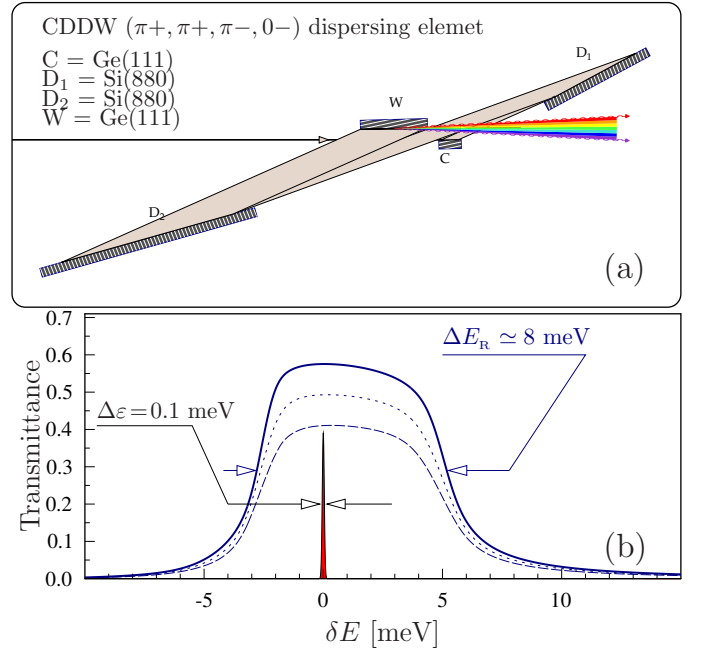 CDDW (π+, π+, π−, 0−) dispersing elemet
C = Ge(111)
D₁ = Si(880)
D₂ = Si(880)
W = Ge(111)
D₁
W
C
D₂
(a)
0.7
0.6
0.5
0.4
0.3
0.2
0.1
0.0
Transmittance
ΔE_R ≃ 8 meV
Δε=0.1 meV
(b)
-5
0
5
10
δE [meV]